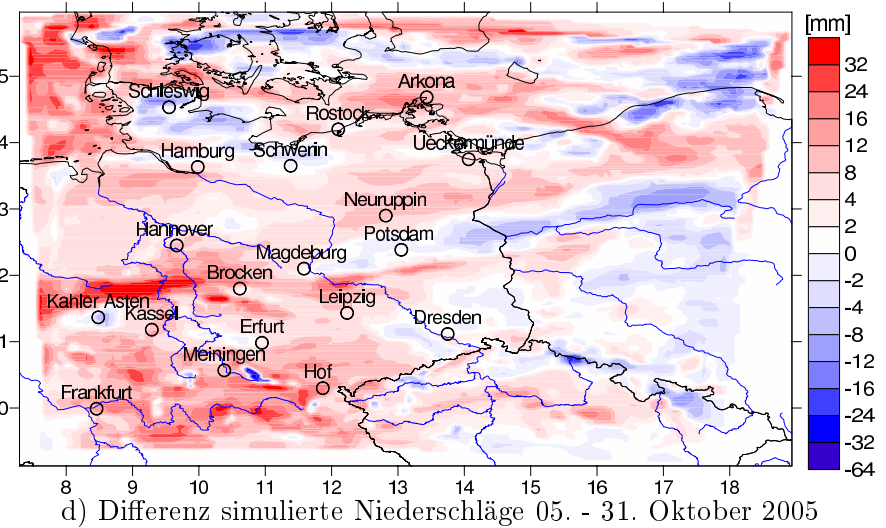 [mm]
32
24
16
12
8
4
2
0
-2
-4
-8
-12
-16
-24
-32
-64
5
4
3
2
1
0
Schleswig
Arkona
Rostock
Hamburg
Schwerin
Ueckermünde
Neuruppin
Hannover
Potsdam
Magdeburg
Brocken
Kahler Asten
Leipzig
Kassel
Dresden
Erfurt
Meiningen
Hof
Frankfurt
8 9 10 11 12 13 14 15 16 17 18
d) Differenz simulierte Niederschläge 05. - 31. Oktober 2005